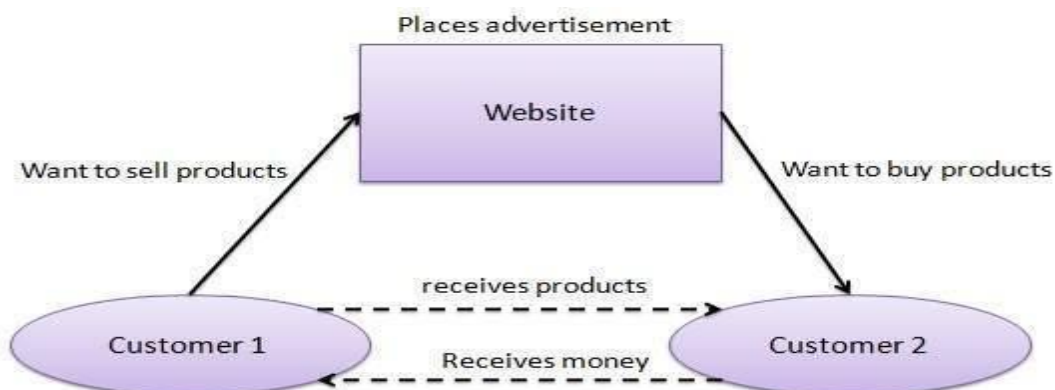 Places advertisement
Website
Want to sell products
Want to buy products
receives products
Customer 1
Customer 2
Receives money